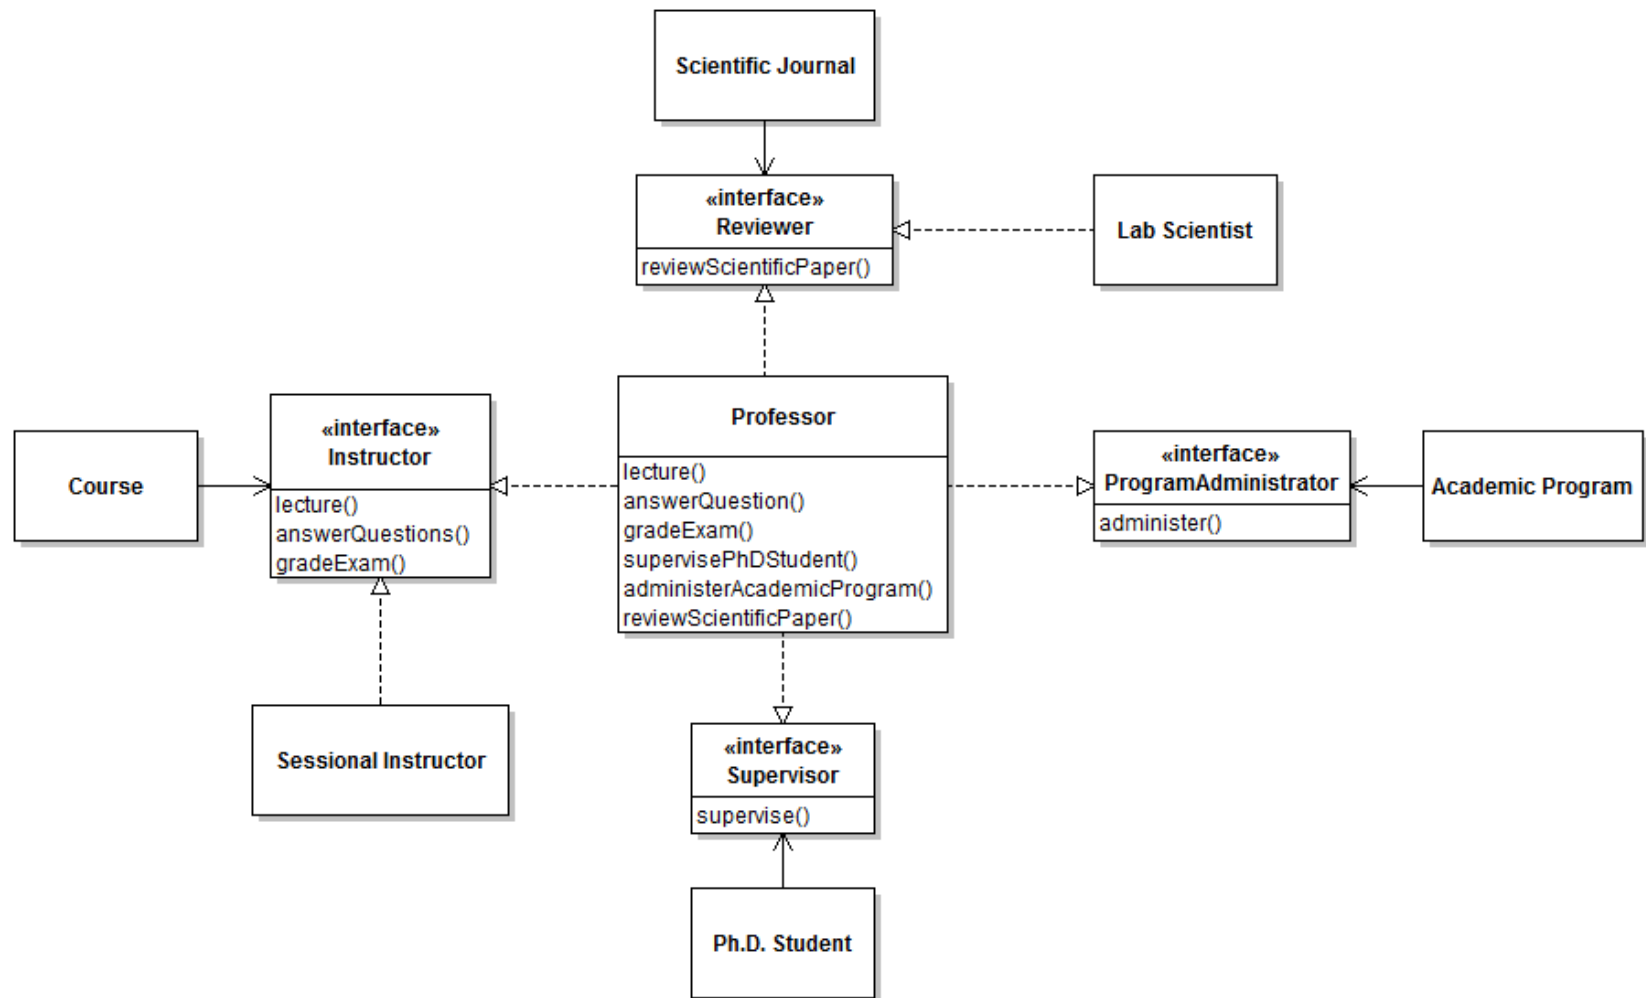 Scientific Journal
«interface»
Reviewer
reviewScientificPaper()
Lab Scientist
Course
«interface»
Instructor
lecture()
answerQuestions()
gradeExam()
Professor
lecture()
answerQuestion()
gradeExam()
supervisePhDStudent()
administerAcademicProgram()
reviewScientificPaper()
«interface»
ProgramAdministrator
administer()
Academic Program
Sessional Instructor
«interface»
Supervisor
supervise()
Ph.D. Student